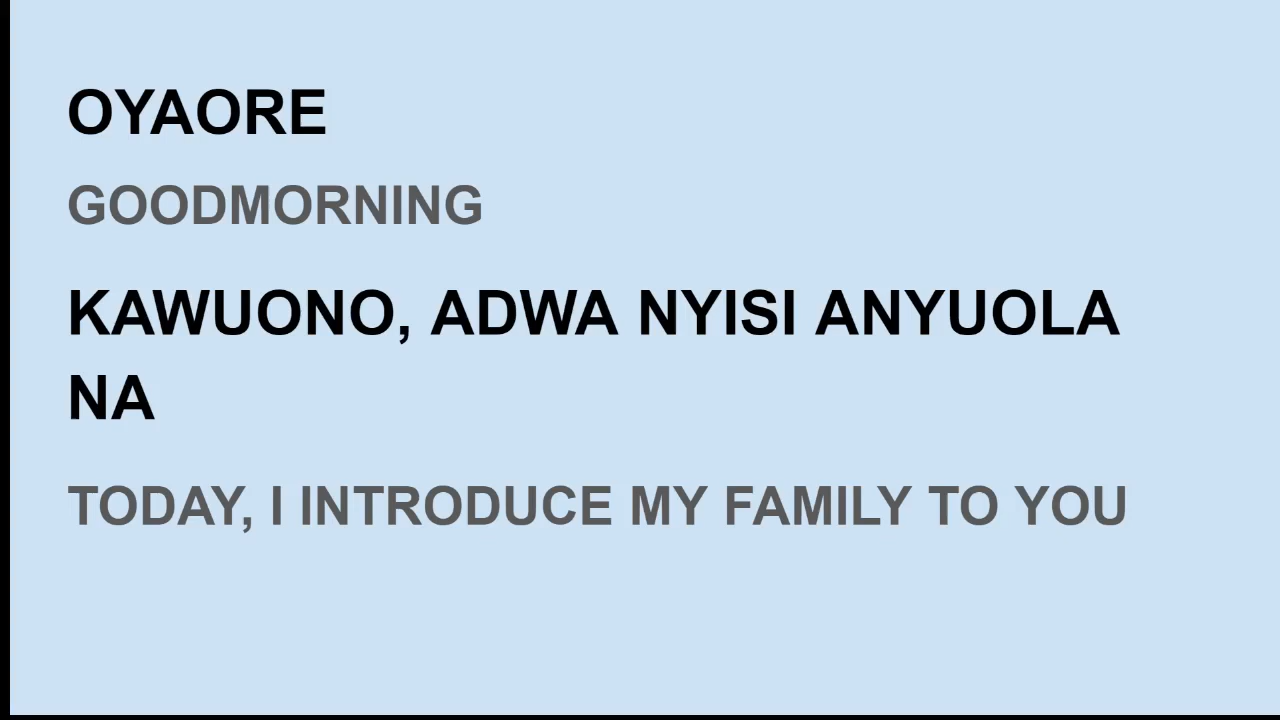 OYAORE
GOODMORNING
KAWUONO, ADWA NYISI ANYUOLA
NA
TODAY, I INTRODUCE MY FAMILY TO YOU